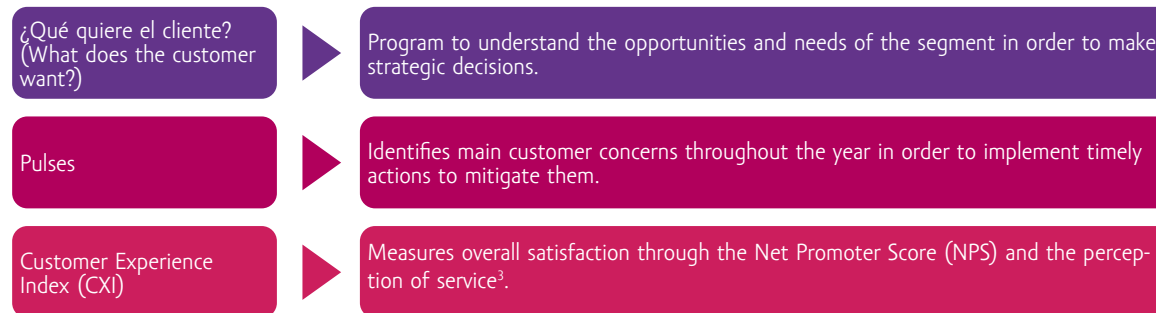 ¿Qué quiere el cliente?
(What does the customer
want?)
Program to understand the opportunities and needs of the segment in order to make
strategic decisions.
Pulses
Identifies main customer concerns throughout the year in order to implement timely
actions to mitigate them.
Customer Experience
Index (CXI)
Measures overall satisfaction through the Net Promoter Score (NPS) and the percep-
tion of service³.